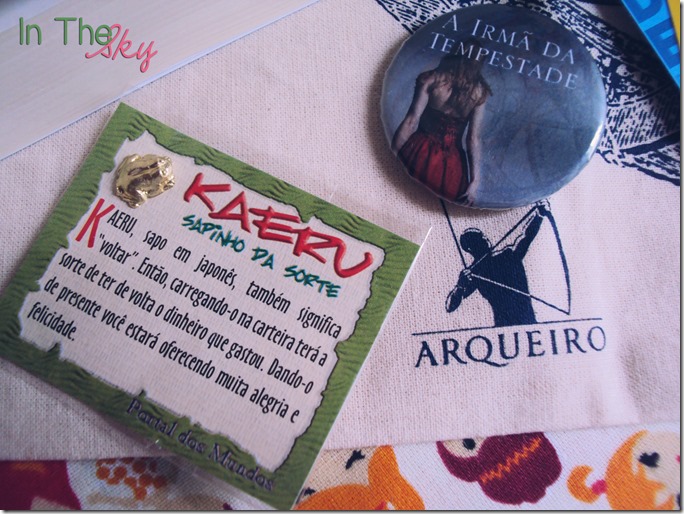 In The
Sky
A IRMÃ DA
TEMPESTADE
KAERU
SAPINHO DA SORTE
KAERU, sapo em japonês, também significa
"voltar". Então, carregando-o na carteira terá a
sorte de ter de volta o dinheiro que gastou. Dando-o
de presente você estará oferecendo muita alegria e
felicidade.
Portal dos Mundos
ARQUEIRO